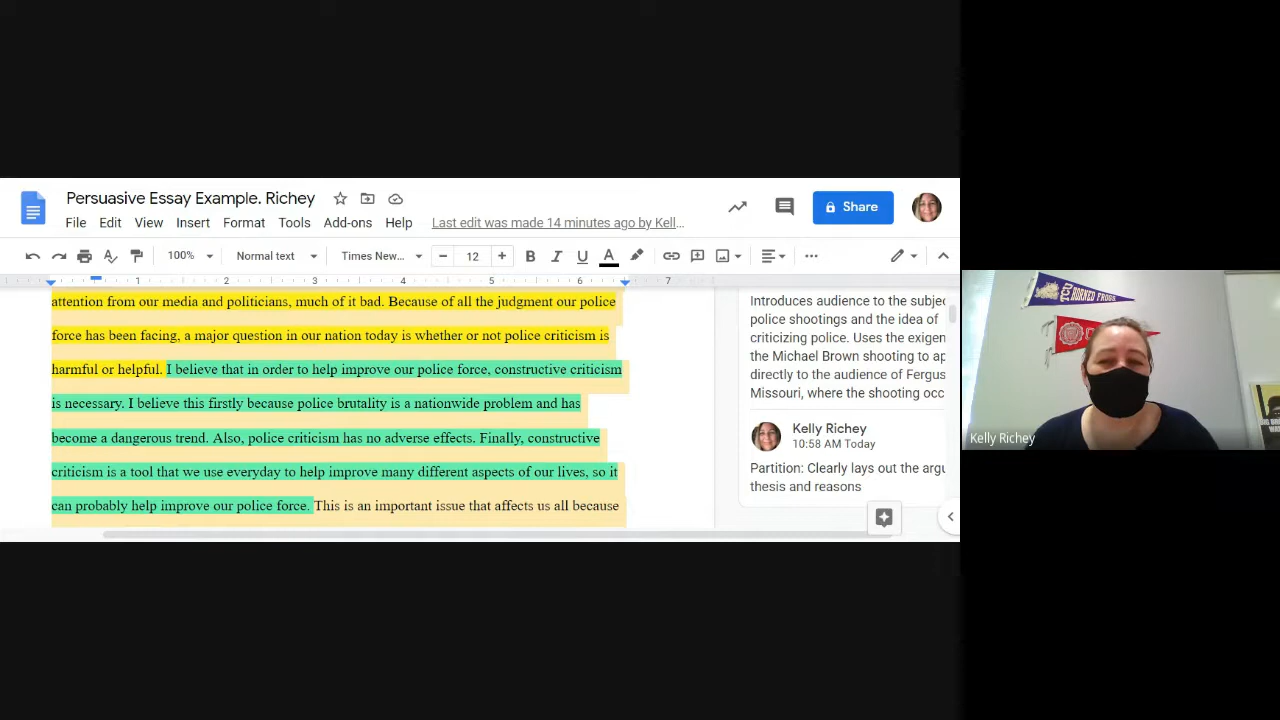 Persuasive Essay Example. Richey
File Edit View Insert Format Tools Add-ons Help Last edit was made 14 minutes ago by Kell...
Share
100% Normal text Times New... 12 B I U A
1 2 3 4 5 6 7
attention from our media and politicians, much of it bad. Because of all the judgment our police
force has been facing, a major question in our nation today is whether or not police criticism is
harmful or helpful. I believe that in order to help improve our police force, constructive criticism
is necessary. I believe this firstly because police brutality is a nationwide problem and has
become a dangerous trend. Also, police criticism has no adverse effects. Finally, constructive
criticism is a tool that we use everyday to help improve many different aspects of our lives, so it
can probably help improve our police force. This is an important issue that affects us all because
Introduces audience to the subje
police shootings and the idea of
criticizing police. Uses the exigen
the Michael Brown shooting to ap
directly to the audience of Fergus
Missouri, where the shooting occ
Kelly Richey
10:58 AM Today
Partition: Clearly lays out the argu
thesis and reasons
HORNED FROGS
Kelly Richey